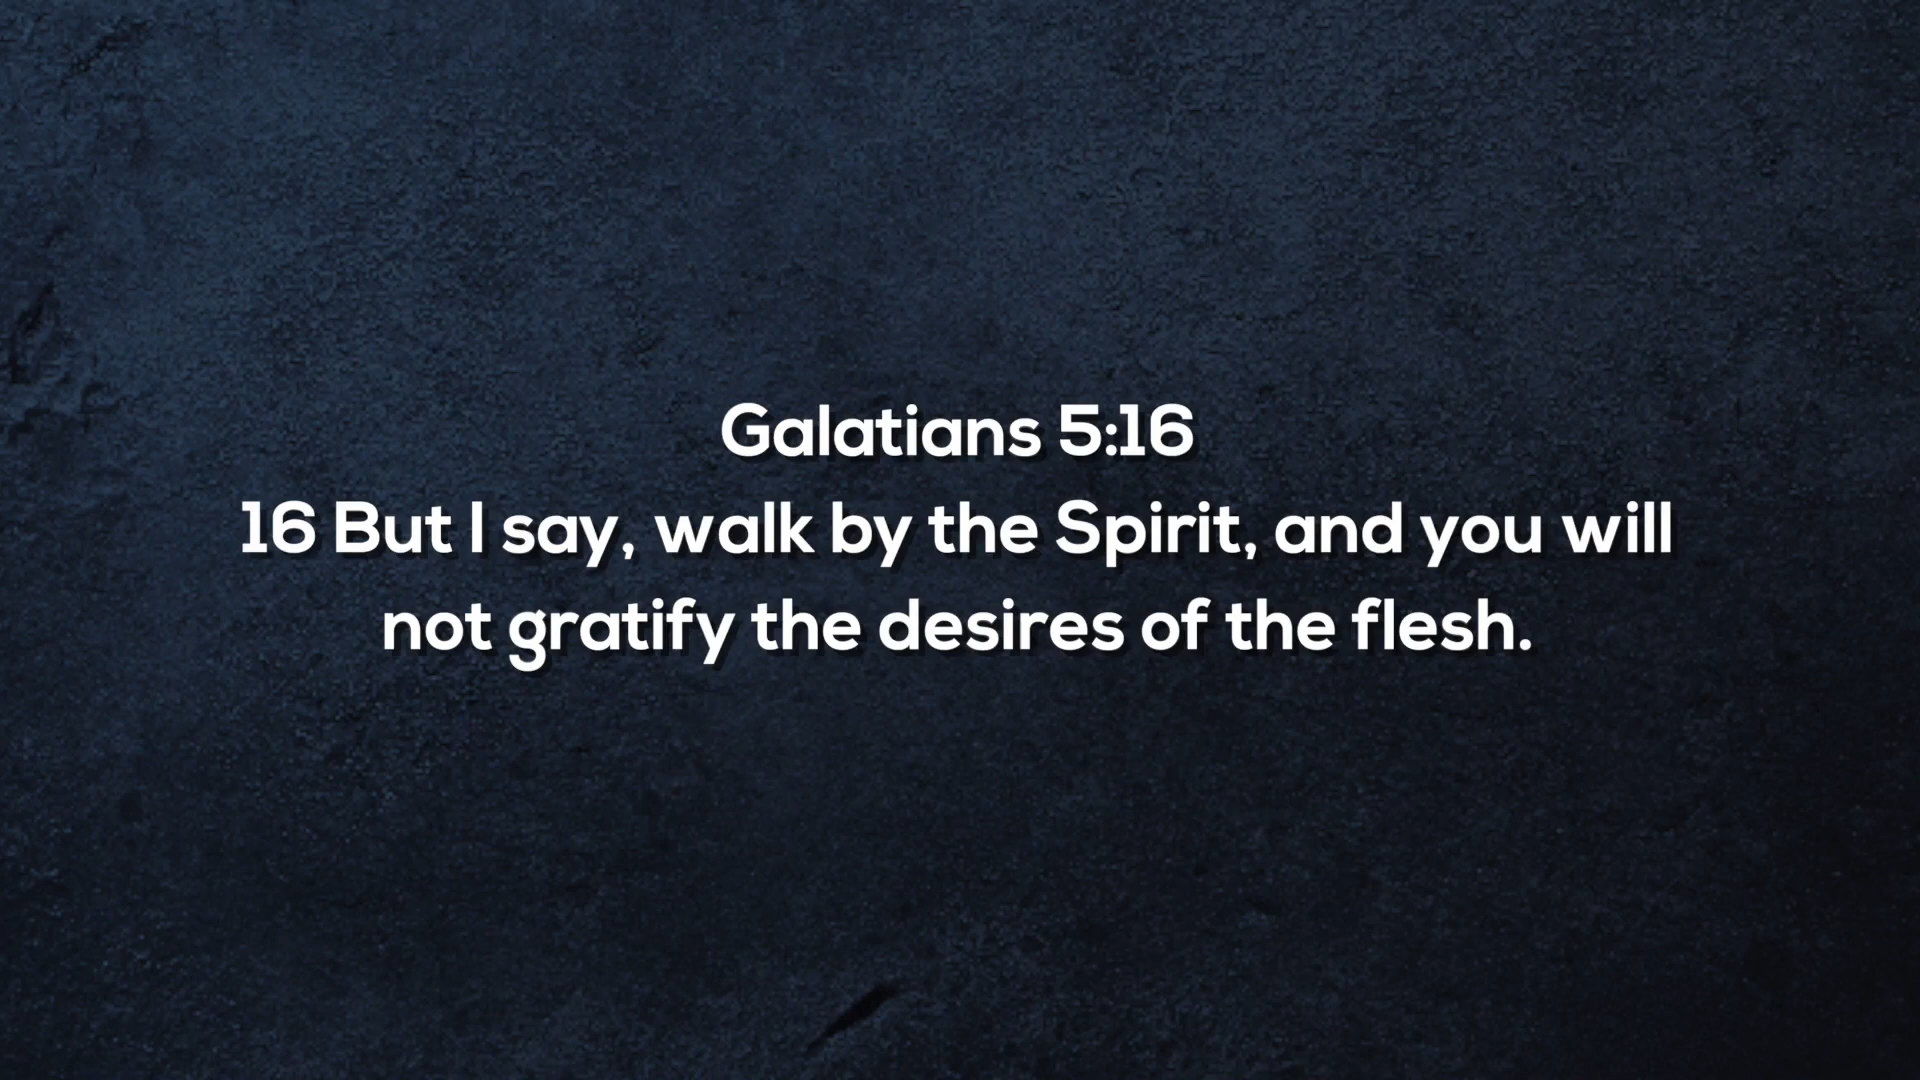 Galatians 5:16
16 But I say, walk by the Spirit, and you will
not gratify the desires of the flesh.